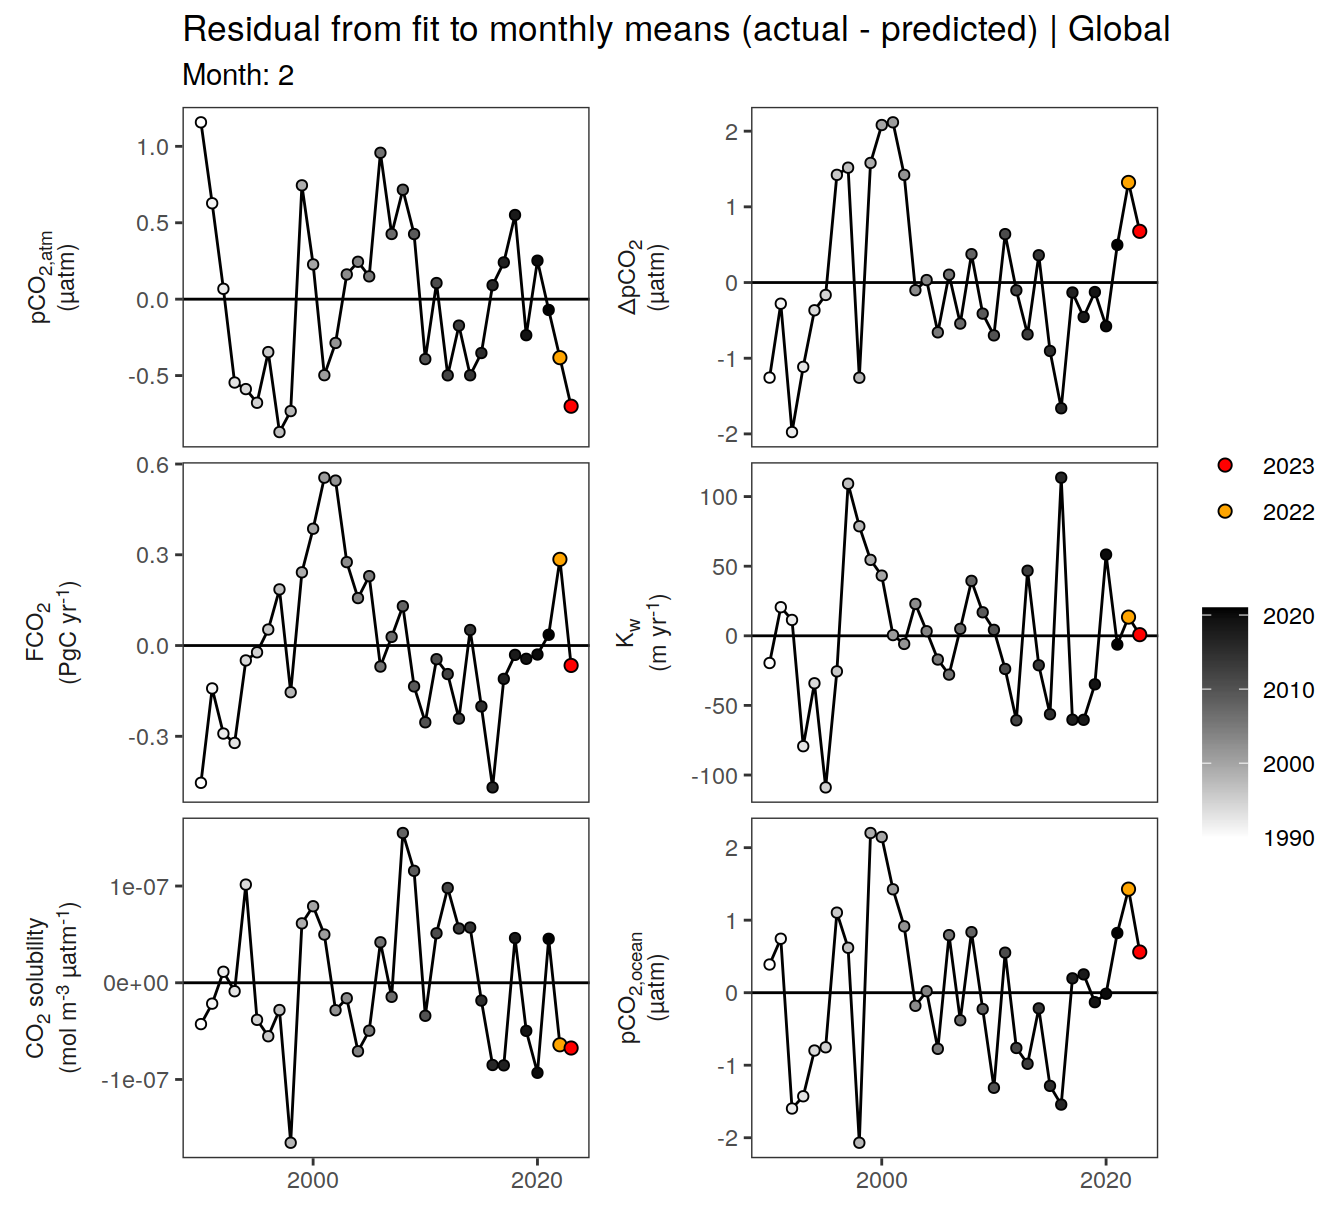 Residual from fit to monthly means (actual - predicted) | Global
Month: 2
pCO2,atm
(µatm)
1.0
0.5
0.0
-0.5
ΔpCO2
(µatm)
2
1
0
-1
-2
FCO2
(PgC yr-1)
0.6
0.3
0.0
-0.3
Kw
(m yr-1)
100
50
0
-50
-100
CO2 solubility
(mol m-3 µatm-1)
1e-07
0e+00
-1e-07
2000
2020
pCO2,ocean
(µatm)
2
1
0
-1
-2
2000
2020
2023
2022
2020
2010
2000
1990